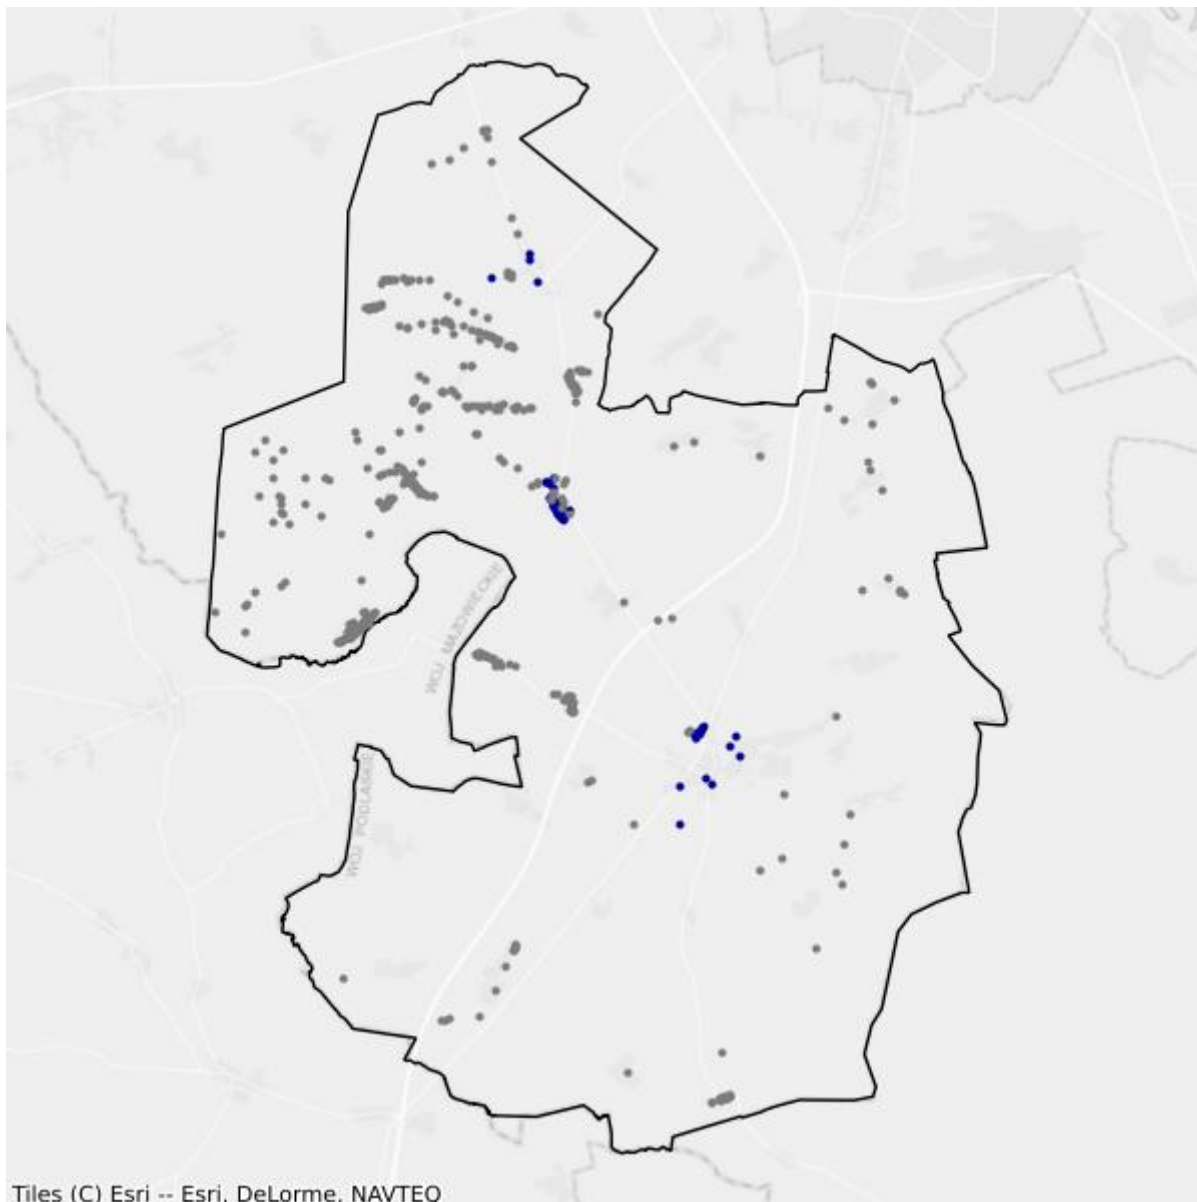 WOJ. MAZOWIECKIE
WOJ. PODLASKIE
Tiles (C) Esri -- Esri, DeLorme, NAVTEQ